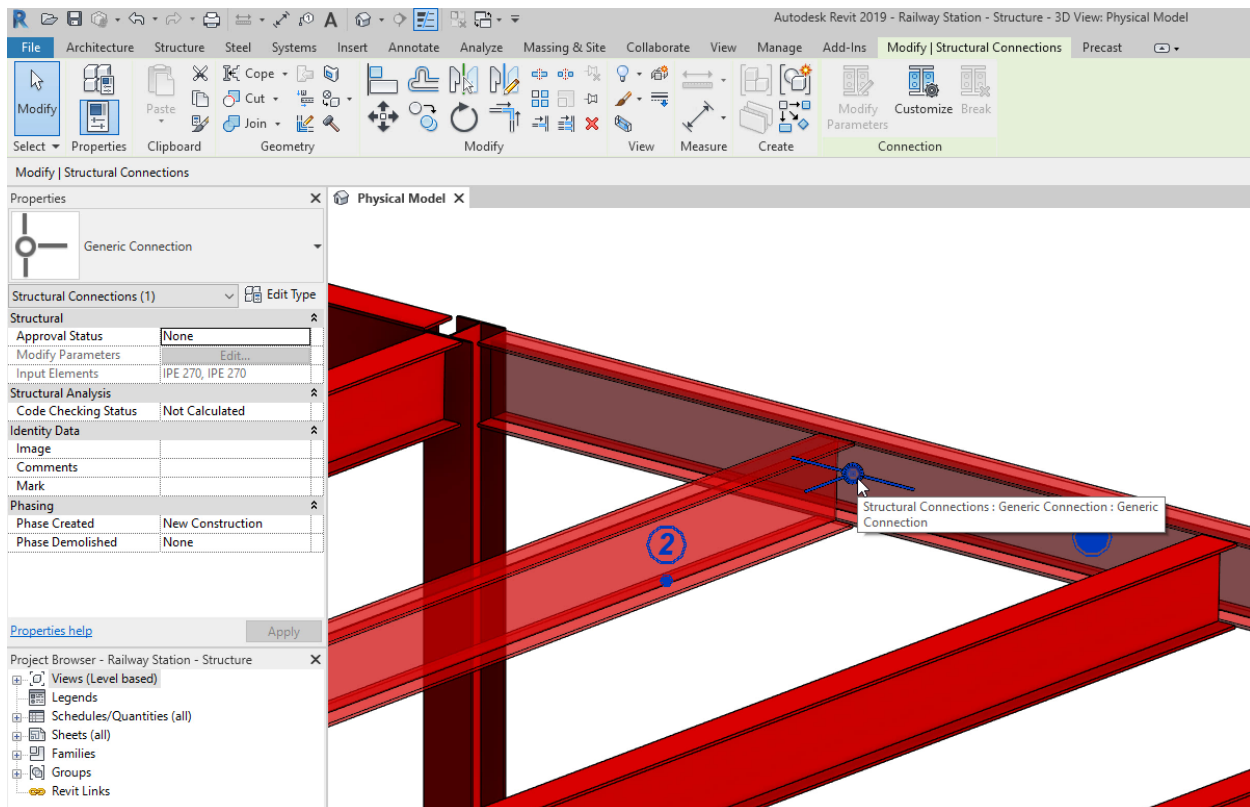 Autodesk Revit 2019 - Railway Station - Structure - 3D View: Physical Model
File Architecture Structure Steel Systems Insert Annotate Analyze Massing & Site Collaborate View Manage Add-Ins Modify | Structural Connections Precast
Modify
Paste
Cope
Cut
Join
Modify Parameters
Customize
Break
Select Properties Clipboard Geometry Modify View Measure Create Connection
Modify | Structural Connections
Properties
Physical Model
Generic Connection
Structural Connections (1)
Edit Type
Structural
Approval Status None
Modify Parameters Edit...
Input Elements IPE 270, IPE 270
Structural Analysis
Code Checking Status Not Calculated
Identity Data
Image
Comments
Mark
Phasing
Phase Created New Construction
Phase Demolished None
Properties help
Apply
Project Browser - Railway Station - Structure
Views (Level based)
Legends
Schedules/Quantities (all)
Sheets (all)
Families
Groups
Revit Links
Structural Connections : Generic Connection : Generic
Connection
2